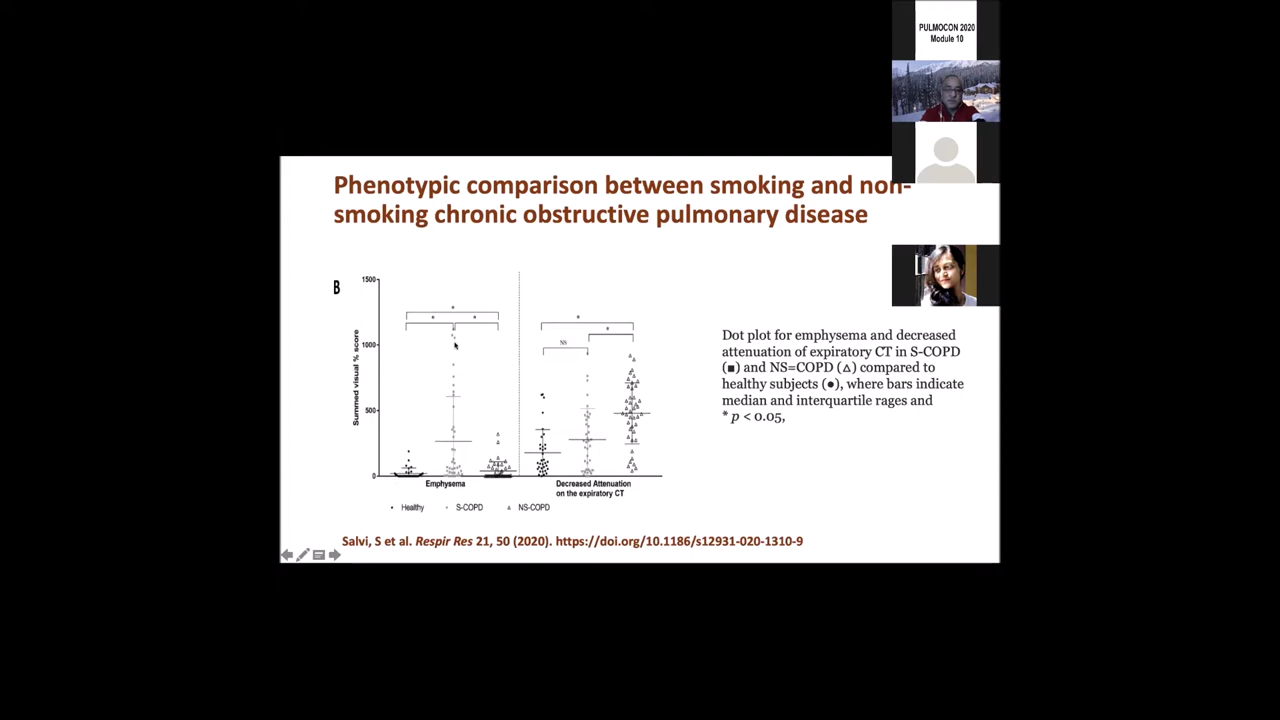 PULMOCON 2020
Module 10
Phenotypic comparison between smoking and non-
smoking chronic obstructive pulmonary disease
B
1500
1000
500
0
Summed visual % score
*
*
*
*
*
NS
Emphysema
Decreased Attenuation
on the expiratory CT
Healthy
S-COPD
NS-COPD
Dot plot for emphysema and decreased
attenuation of expiratory CT in S-COPD
(■) and NS=COPD (△) compared to
healthy subjects (●), where bars indicate
median and interquartile rages and
* p < 0.05,
Salvi, S et al. Respir Res 21, 50 (2020). https://doi.org/10.1186/s12931-020-1310-9